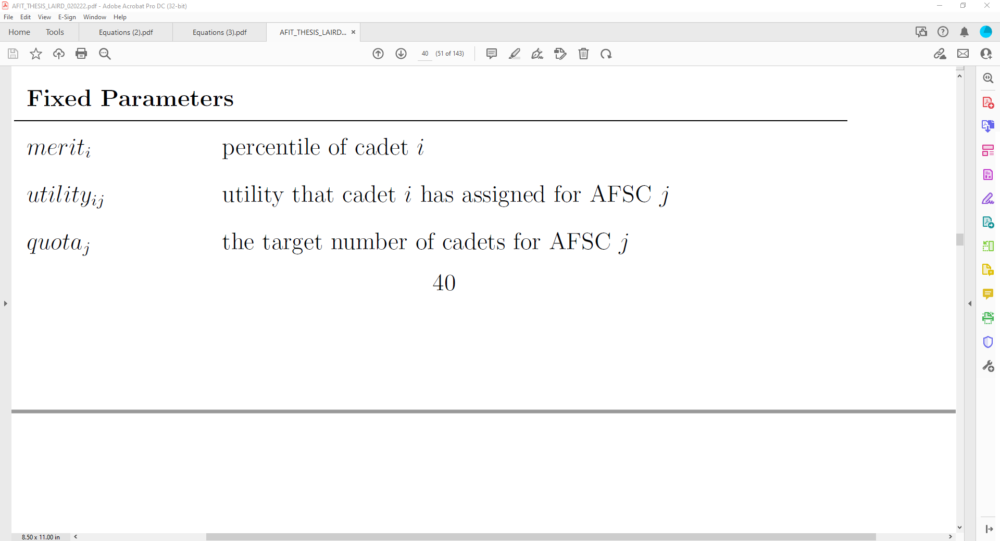 AFIT_THESIS_LAIRD_020222.pdf - Adobe Acrobat Pro DC (32-bit)
File Edit View E-Sign Window Help
Home Tools Equations (2).pdf Equations (3).pdf AFIT_THESIS_LAIRD... ×
40 (51 of 143)
Fixed Parameters
merit_i percentile of cadet i
utility_ij utility that cadet i has assigned for AFSC j
quota_j the target number of cadets for AFSC j
40
8.50 x 11.00 in